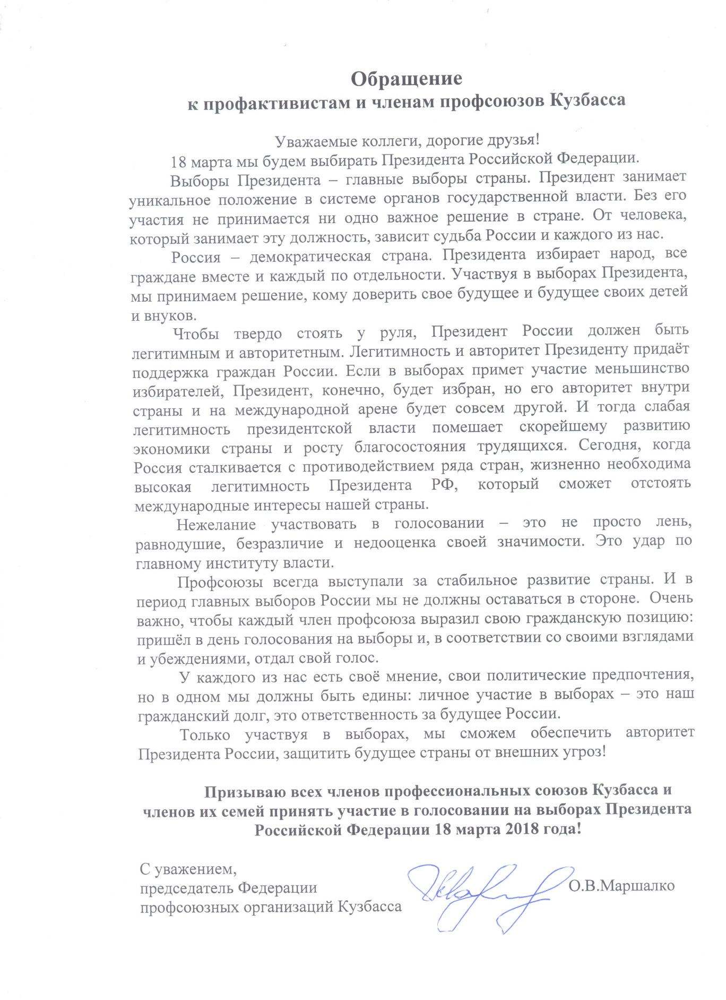 Обращение
к профактивистам и членам профсоюзов Кузбасса
Уважаемые коллеги, дорогие друзья!
18 марта мы будем выбирать Президента Российской Федерации.
Выборы Президента – главные выборы страны. Президент занимает
уникальное положение в системе органов государственной власти. Без его
участия не принимается ни одно важное решение в стране. От человека,
который занимает эту должность, зависит судьба России и каждого из нас.
Россия – демократическая страна. Президента избирает народ, все
граждане вместе и каждый по отдельности. Участвуя в выборах Президента,
мы принимаем решение, кому доверить свое будущее и будущее своих детей
и внуков.
Чтобы твердо стоять у руля, Президент России должен быть
легитимным и авторитетным. Легитимность и авторитет Президенту придаёт
поддержка граждан России. Если в выборах примет участие меньшинство
избирателей, Президент, конечно, будет избран, но его авторитет внутри
страны и на международной арене будет совсем другой. И тогда слабая
легитимность президентской власти помешает скорейшему развитию
экономики страны и росту благосостояния трудящихся. Сегодня, когда
Россия сталкивается с противодействием ряда стран, жизненно необходима
высокая легитимность Президента РФ, который сможет отстоять
международные интересы нашей страны.
Нежелание участвовать в голосовании – это не просто лень,
равнодушие, безразличие и недооценка своей значимости. Это удар по
главному институту власти.
Профсоюзы всегда выступали за стабильное развитие страны. И в
период главных выборов России мы не должны оставаться в стороне. Очень
важно, чтобы каждый член профсоюза выразил свою гражданскую позицию:
пришёл в день голосования на выборы и, в соответствии со своими взглядами
и убеждениями, отдал свой голос.
У каждого из нас есть своё мнение, свои политические предпочтения,
но в одном мы должны быть едины: личное участие в выборах – это наш
гражданский долг, это ответственность за будущее России.
Только участвуя в выборах, мы сможем обеспечить авторитет
Президента России, защитить будущее страны от внешних угроз!
Призываю всех членов профессиональных союзов Кузбасса и
членов их семей принять участие в голосовании на выборах Президента
Российской Федерации 18 марта 2018 года!
С уважением,
председатель Федерации О.В.Маршалко
профсоюзных организаций Кузбасса